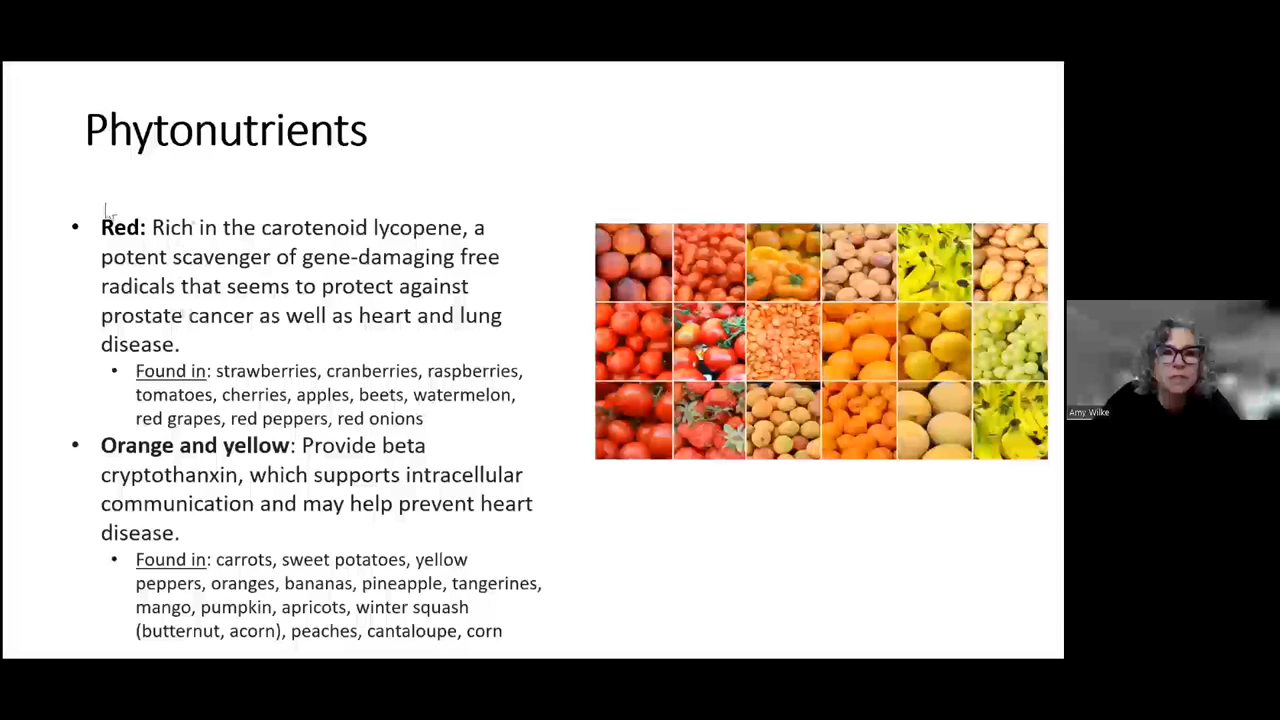 Phytonutrients
• Red: Rich in the carotenoid lycopene, a
potent scavenger of gene-damaging free
radicals that seems to protect against
prostate cancer as well as heart and lung
disease.
• Found in: strawberries, cranberries, raspberries,
tomatoes, cherries, apples, beets, watermelon,
red grapes, red peppers, red onions
• Orange and yellow: Provide beta
cryptothanxin, which supports intracellular
communication and may help prevent heart
disease.
• Found in: carrots, sweet potatoes, yellow
peppers, oranges, bananas, pineapple, tangerines,
mango, pumpkin, apricots, winter squash
(butternut, acorn), peaches, cantaloupe, corn
Amy Wilke